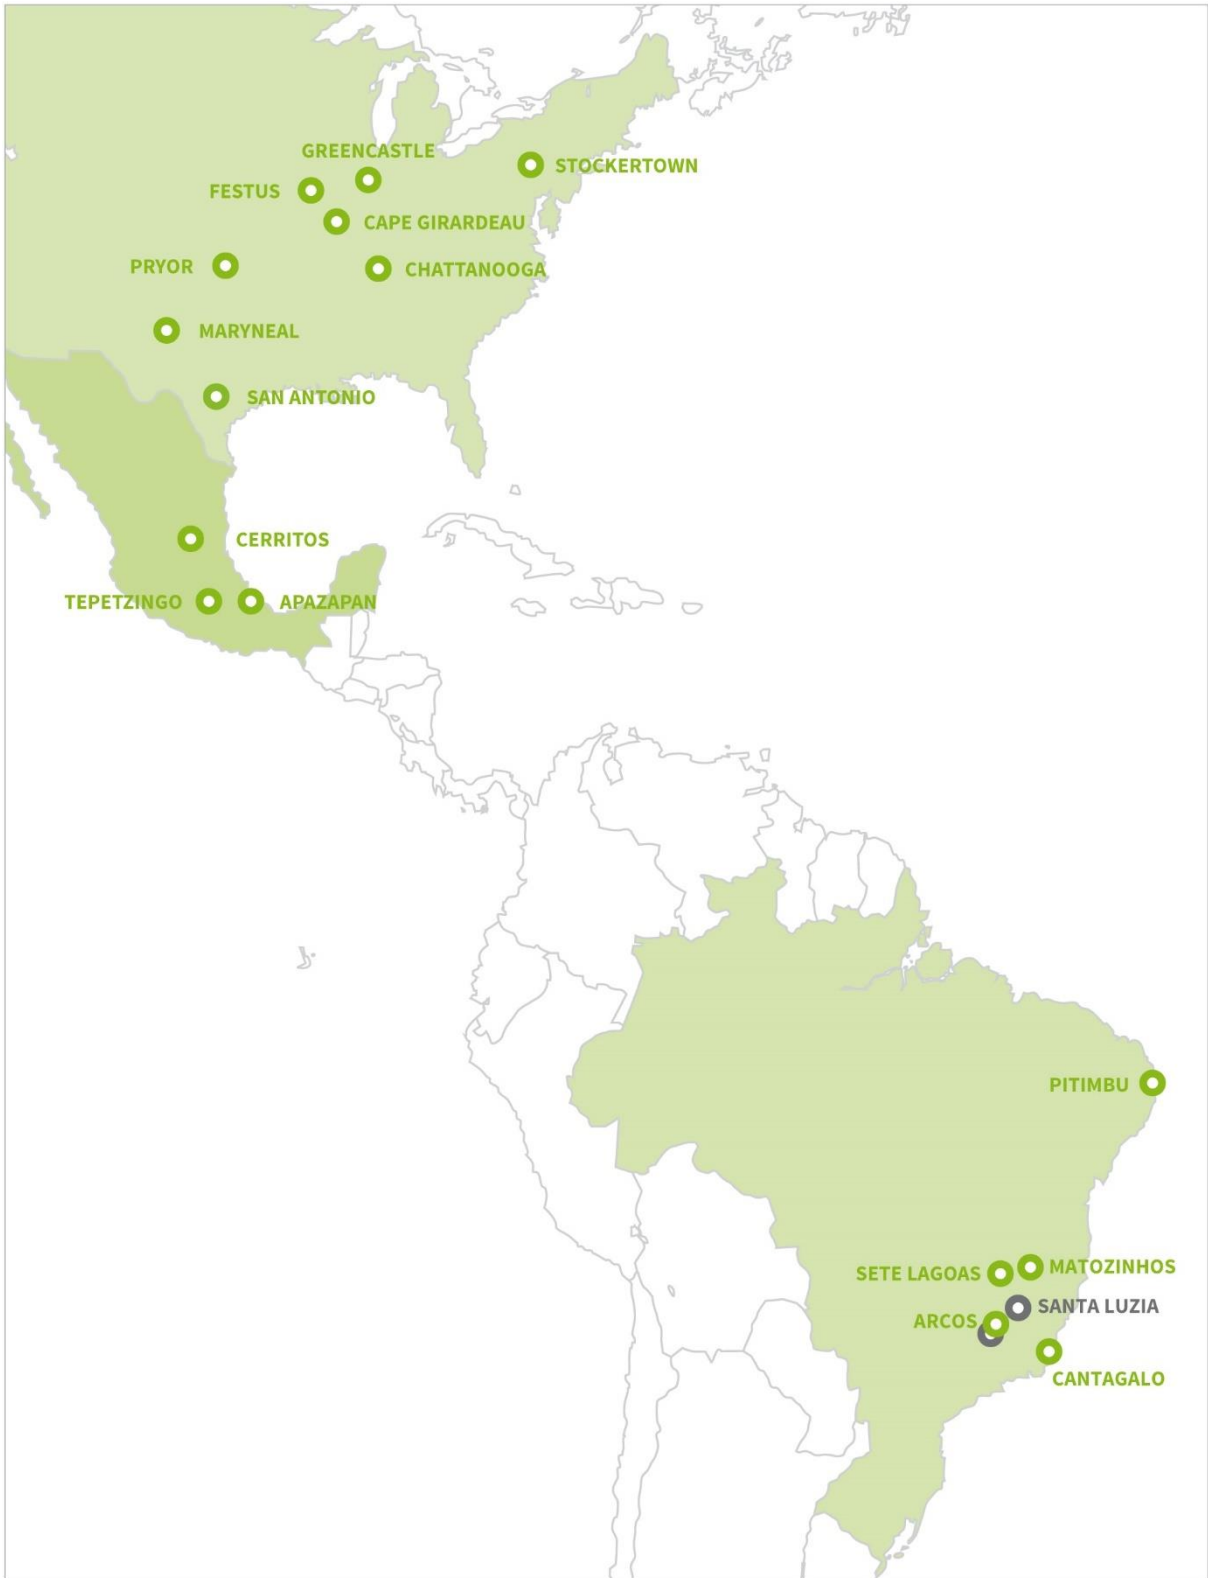 GREENCASTLE
STOCKERTOWN
FESTUS
CAPE GIRARDEAU
PRYOR
CHATTANOOGA
MARYNEAL
SAN ANTONIO
CERRITOS
TEPETZINGO
APAZAPAN
PITIMBU
SETE LAGOAS
MATOZINHOS
SANTA LUZIA
ARCOS
CANTAGALO